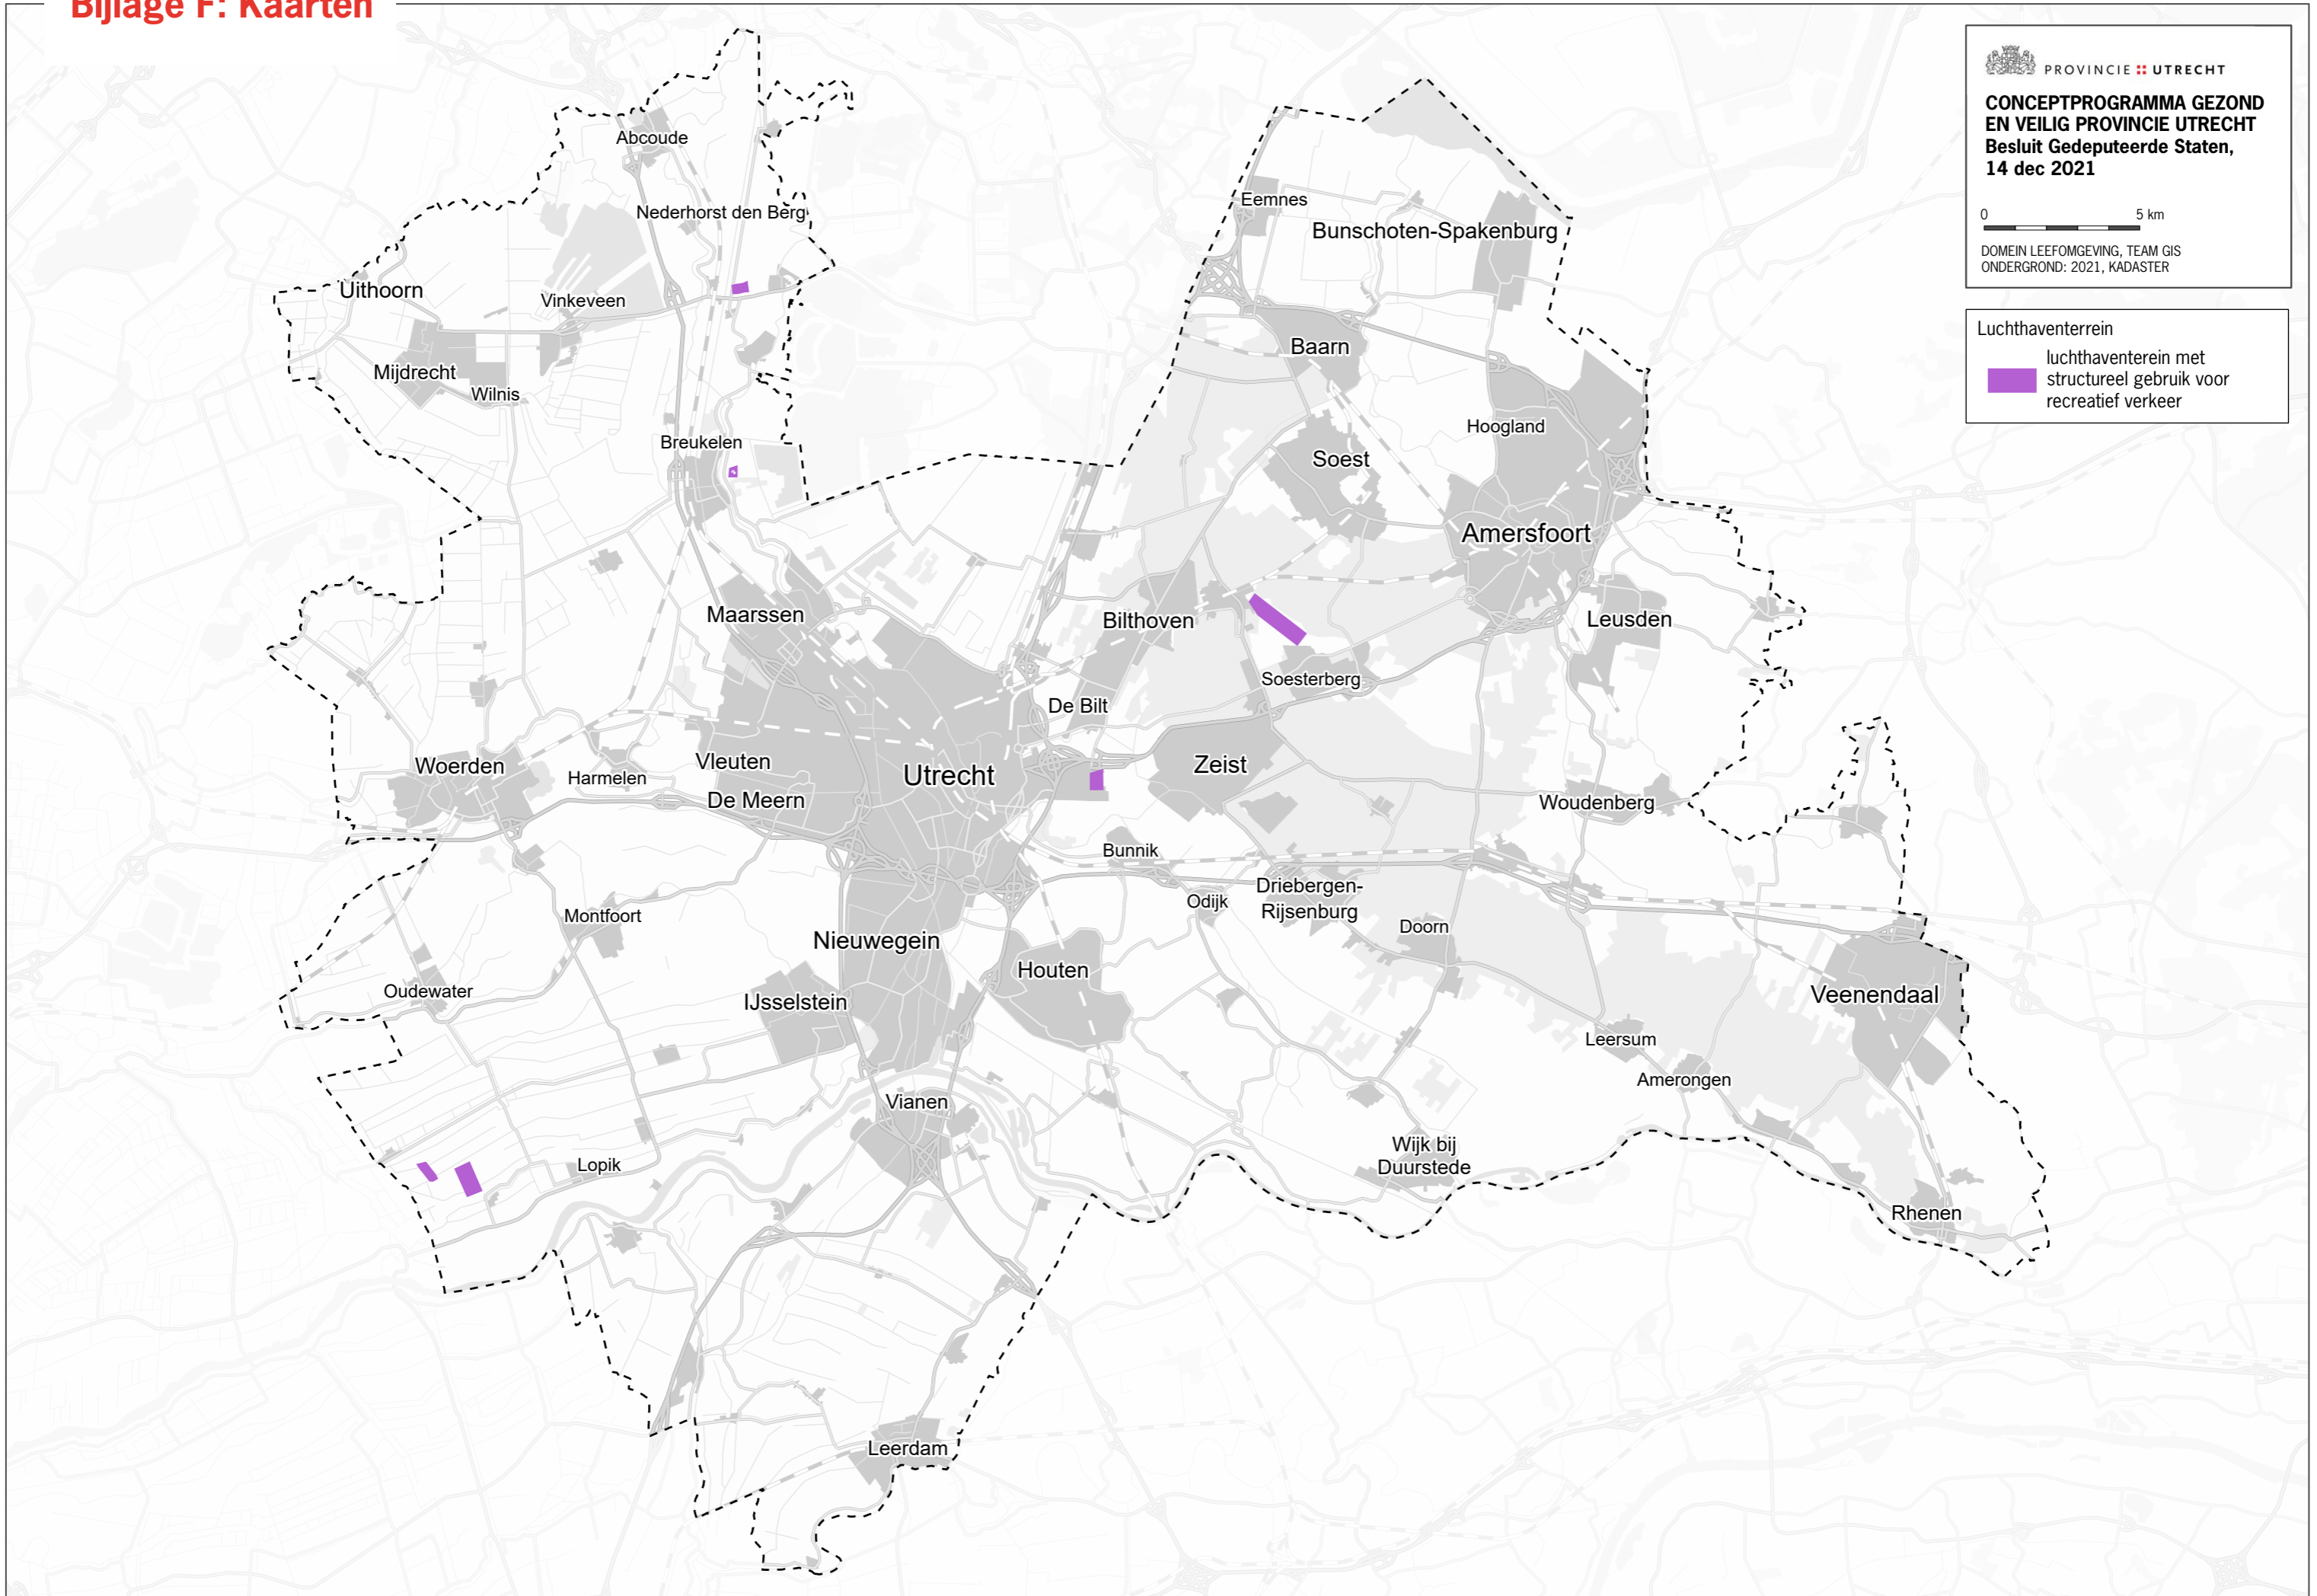 Bijlage F: Kaarten
PROVINCIE UTRECHT
CONCEPTPROGRAMMA GEZOND
EN VEILIG PROVINCIE UTRECHT
Besluit Gedeputeerde Staten,
14 dec 2021
0 5 km
DOMEIN LEEFOMGEVING, TEAM GIS
ONDERGROND: 2021, KADASTER
Luchthaventerrein
luchthaventerein met
structureel gebruik voor
recreatief verkeer
Abcoude
Nederhorst den Berg
Eemnes
Bunschoten-Spakenburg
Uithoorn
Vinkeveen
Baarn
Mijdrecht
Wilnis
Hoogland
Breukelen
Soest
Amersfoort
Maarssen
Bilthoven
Leusden
Soesterberg
De Bilt
Vleuten
Woerden
Harmelen
Utrecht
Zeist
De Meern
Woudenberg
Bunnik
Driebergen-
Rijsenburg
Odijk
Montfoort
Doorn
Nieuwegein
Houten
Oudewater
IJsselstein
Veenendaal
Leersum
Amerongen
Vianen
Wijk bij
Duurstede
Lopik
Rhenen
Leerdam